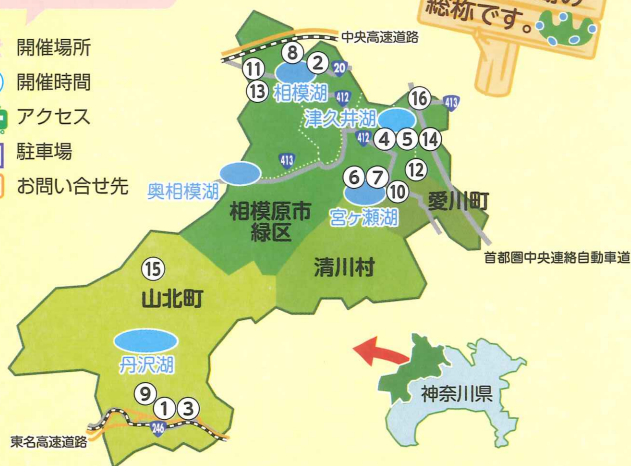 場の
総称です。
開催場所
開催時間
アクセス
駐車場
お問い合せ先
中央高速道路
⑧
②
⑪
20
⑬
相模湖
412
⑯
413
津久井湖
412
④
⑤
⑭
413
⑫
⑥
⑦
⑩
奥相模湖
宮ヶ瀬湖
愛川町
相模原市
緑区
首都圏中央連絡自動車道
清川村
⑮
山北町
丹沢湖
神奈川県
⑨
①
③
246
東名高速道路